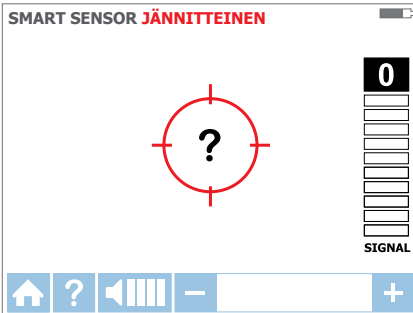 SMART SENSOR JÄNNITTEINEN
0
?
SIGNAL
? − +